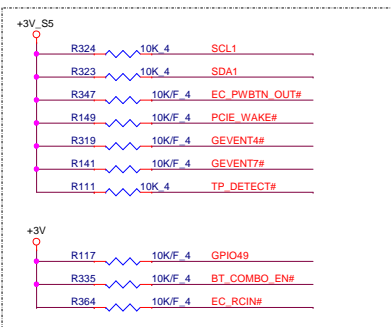 +3V_S5
R324 10K_4 SCL1
R323 10K_4 SDA1
R347 10K/F_4 EC_PWBTN_OUT#
R149 10K/F_4 PCIE_WAKE#
R319 10K/F_4 GEVENT4#
R141 10K/F_4 GEVENT7#
R111 10K_4 TP_DETECT#
+3V
R117 10K/F_4 GPIO49
R335 10K/F_4 BT_COMBO_EN#
R364 10K/F_4 EC_RCIN#